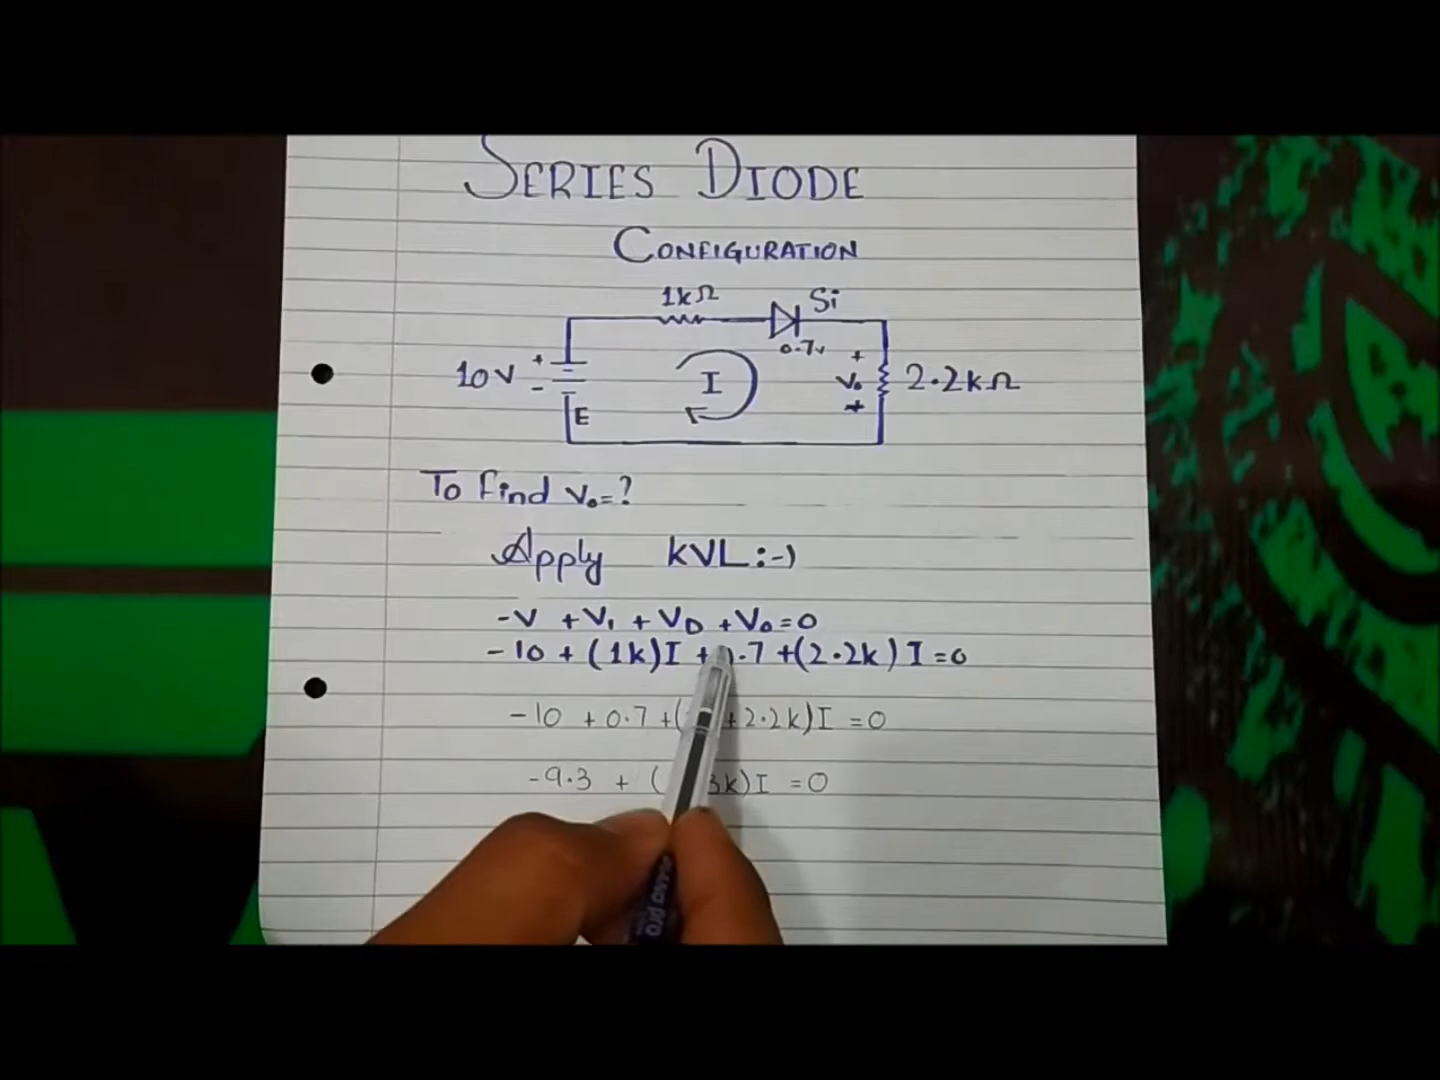 SERIES DIODE
CONFIGURATION
1kΩ
Si
0.7v
10V
+
-
E
I
+
Vo
+
2.2kΩ
To find Vo=?
Apply KVL:-)
-V +V1 + VD +Vo=0
-10 + (1k)I + .7 +(2.2k) I=0
-10 +0.7 +( +2.2k)I =0
-9.3 + ( k)I =0
pro